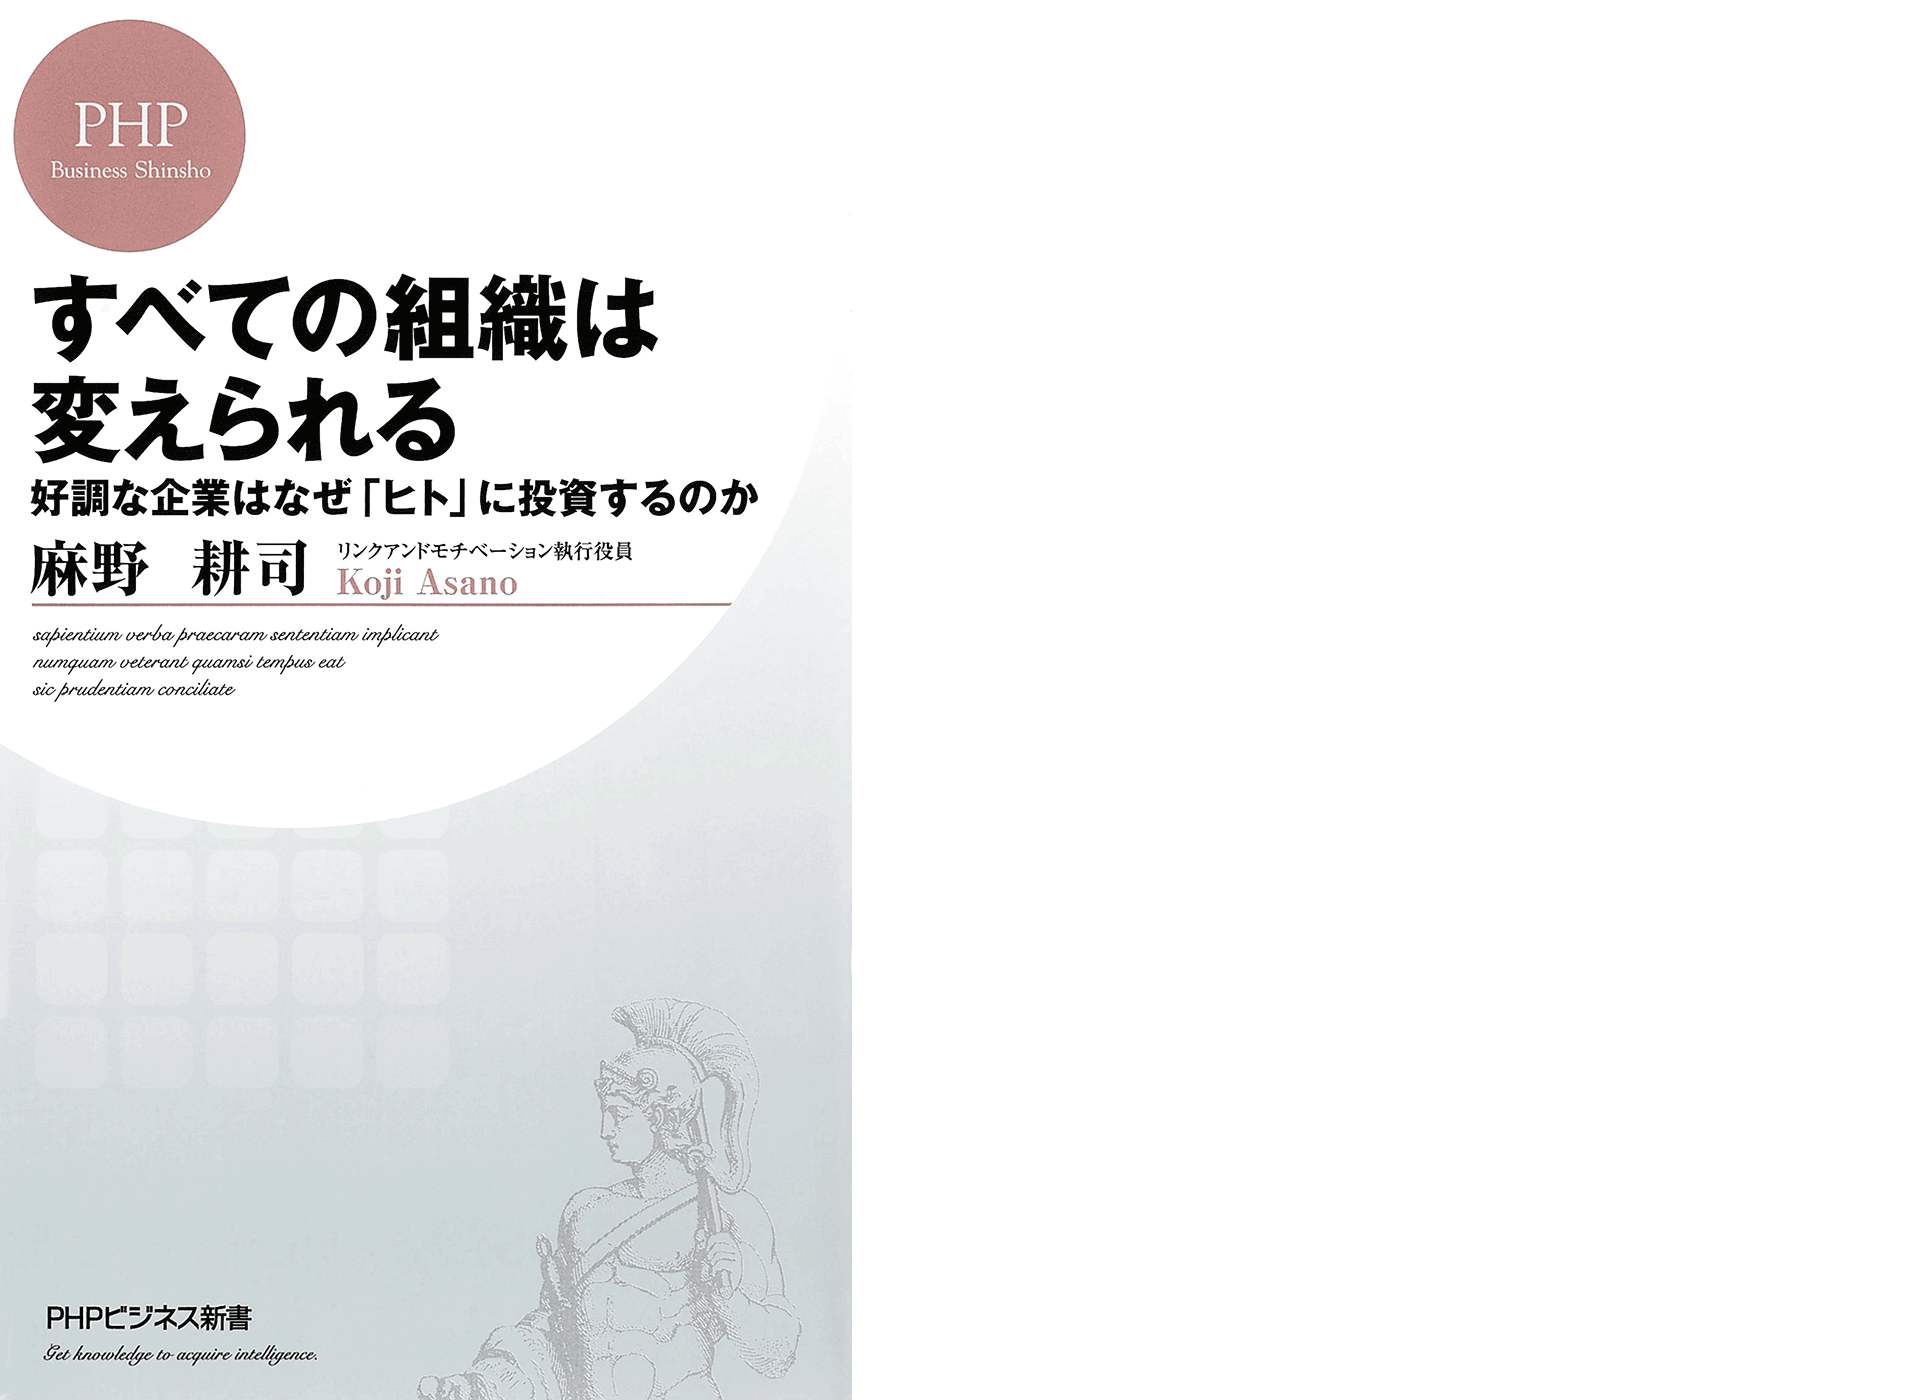 PHP
Business Shinsho
すべての組織は
変えられる
好調な企業はなぜ「ヒト」に投資するのか
麻野 耕司
リンクアンドモチベーション執行役員
Koji Asano
sapientium verba praecaram sententiam implicant
numquam veterant quamsi tempus eat
sic prudentiam conciliate
PHPビジネス新書
Get knowledge to acquire intelligence.